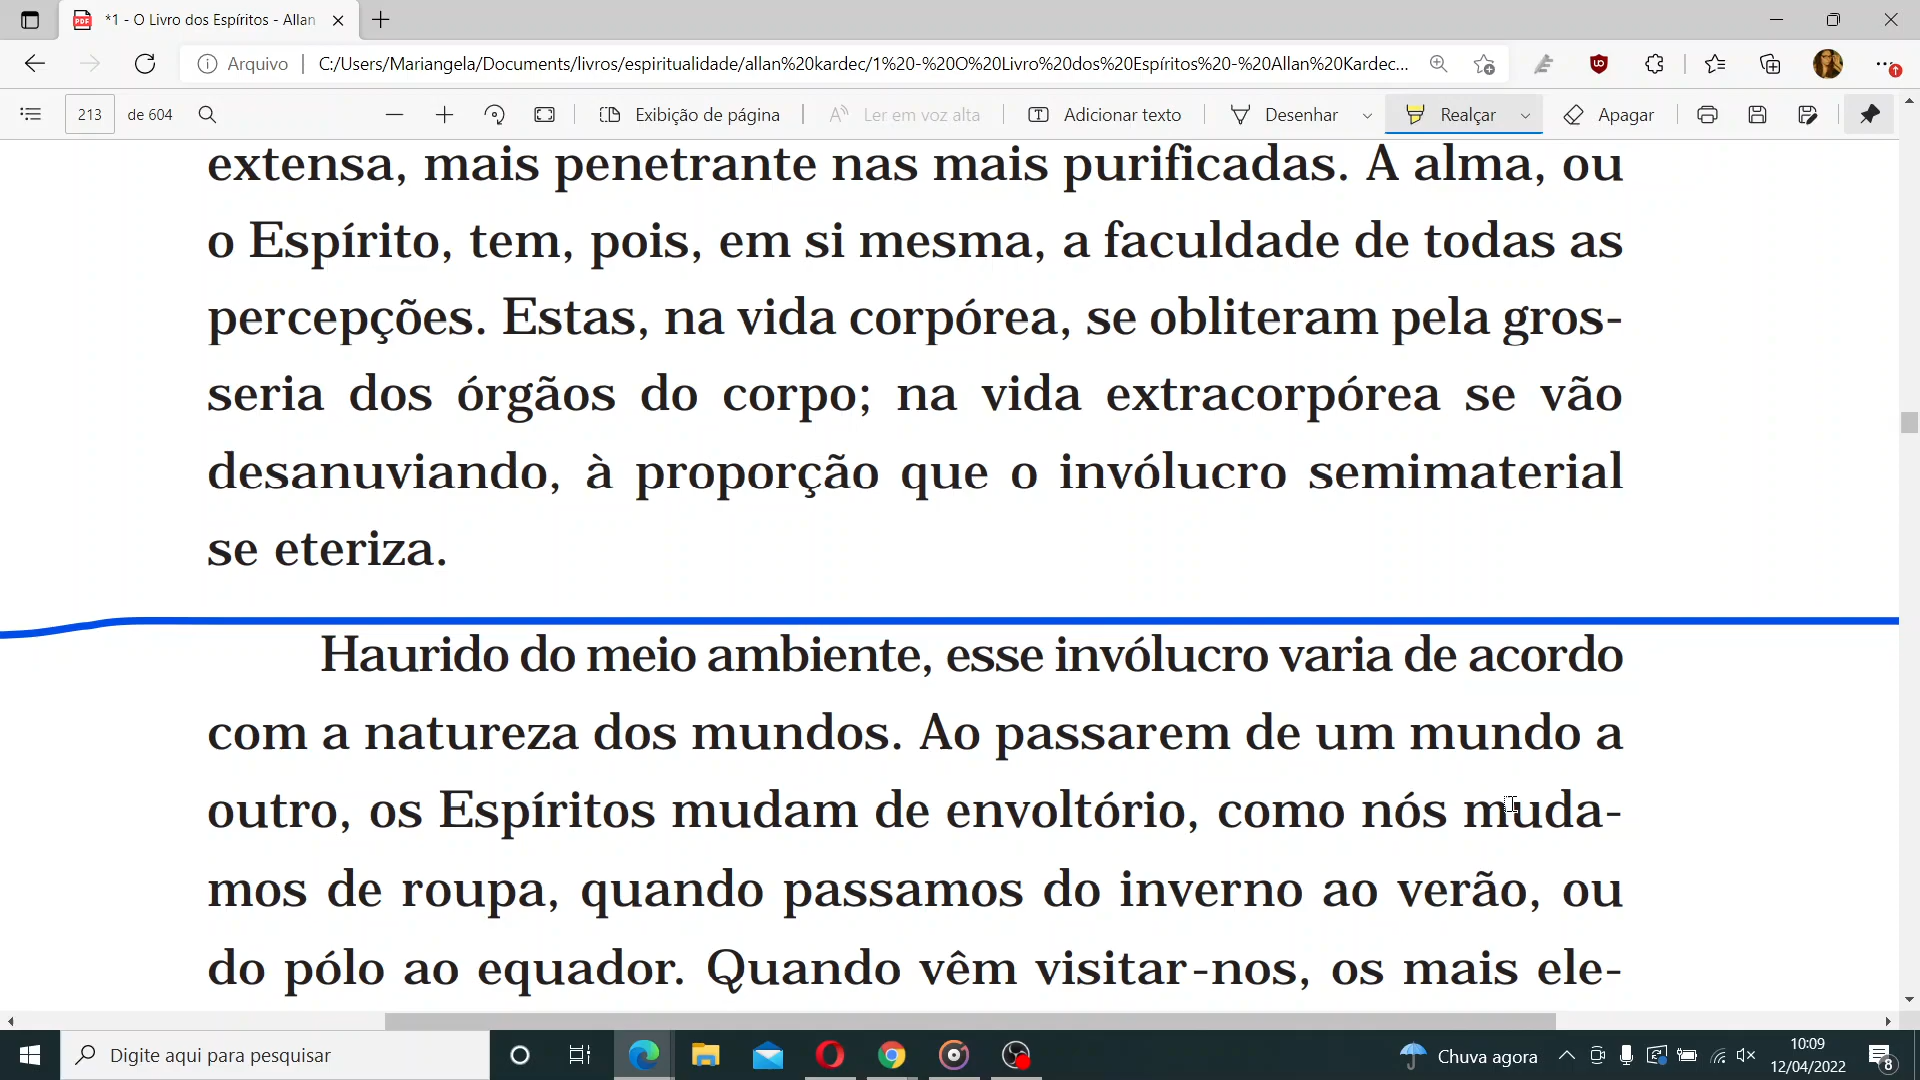 *1 - O Livro dos Espíritos - Allan
Arquivo C:/Users/Mariangela/Documents/livros/espiritualidade/allan%20kardec/1%20-%20O%20Livro%20dos%20Espíritos%20-%20Allan%20Kardec...
213 de 604 Exibição de página Ler em voz alta Adicionar texto Desenhar Realçar Apagar
extensa, mais penetrante nas mais purificadas. A alma, ou
o Espírito, tem, pois, em si mesma, a faculdade de todas as
percepções. Estas, na vida corpórea, se obliteram pela gros-
seria dos órgãos do corpo; na vida extracorpórea se vão
desanuviando, à proporção que o invólucro semimaterial
se eteriza.
Haurido do meio ambiente, esse invólucro varia de acordo
com a natureza dos mundos. Ao passarem de um mundo a
outro, os Espíritos mudam de envoltório, como nós muda-
mos de roupa, quando passamos do inverno ao verão, ou
do pólo ao equador. Quando vêm visitar-nos, os mais ele-
Digite aqui para pesquisar Chuva agora 10:09
12/04/2022 8